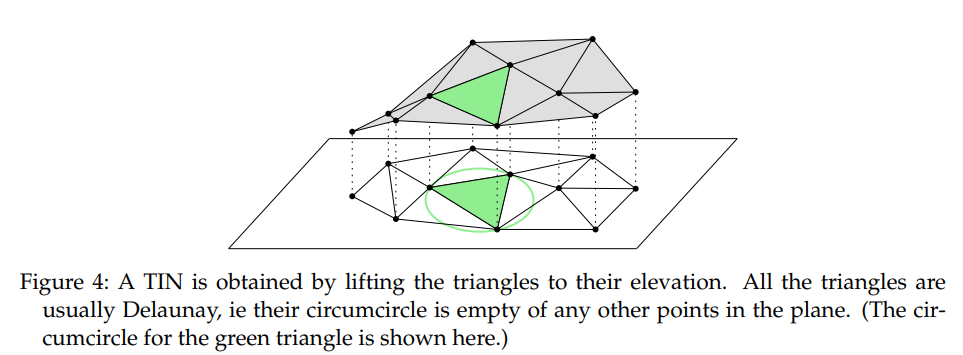 Figure 4: A TIN is obtained by lifting the triangles to their elevation. All the triangles are
usually Delaunay, ie their circumcircle is empty of any other points in the plane. (The cir-
cumcircle for the green triangle is shown here.)